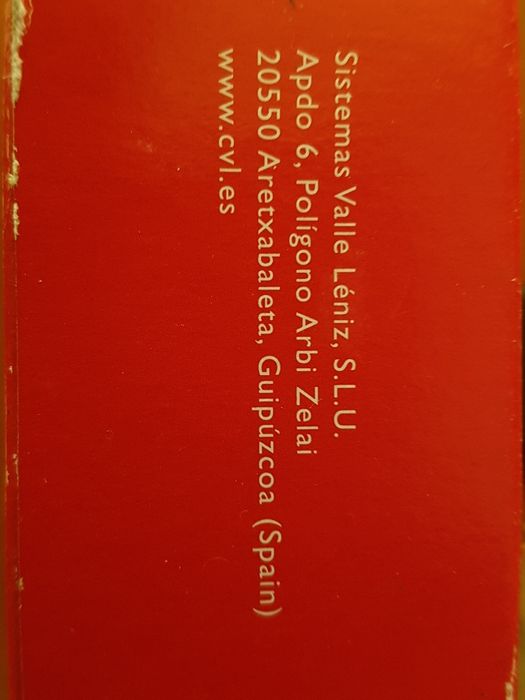 Sistemas Valle Léniz, S.L.U.
Apdo 6, Polígono Arbi Zelai
20550 Aretxabaleta, Guipúzcoa (Spain)
www.cvl.es